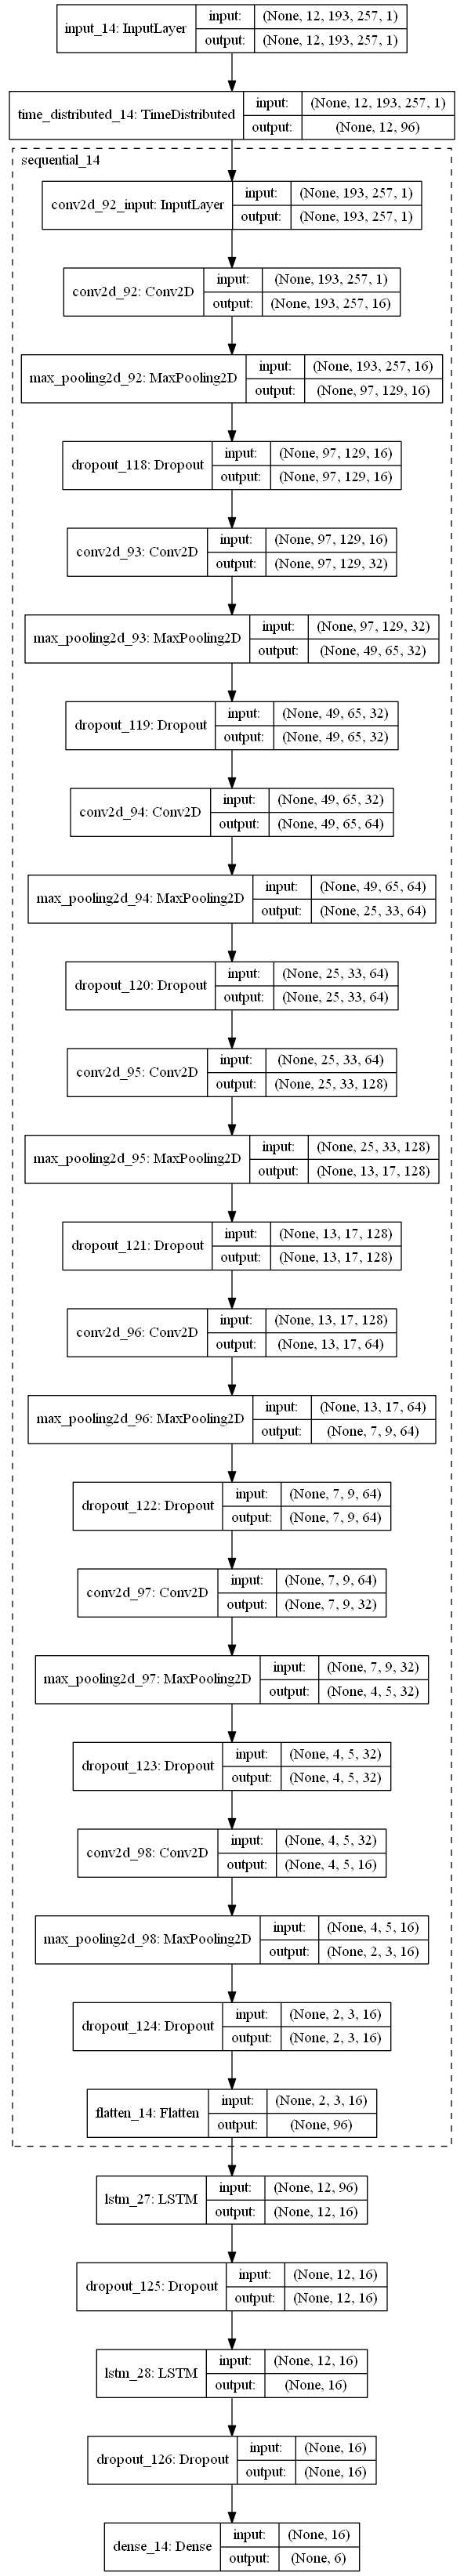 input_14: InputLayer
input: (None, 12, 193, 257, 1)
output: (None, 12, 193, 257, 1)
time_distributed_14: TimeDistributed
input: (None, 12, 193, 257, 1)
output: (None, 12, 96)
sequential_14
conv2d_92_input: InputLayer
input: (None, 193, 257, 1)
output: (None, 193, 257, 1)
conv2d_92: Conv2D
input: (None, 193, 257, 1)
output: (None, 193, 257, 16)
max_pooling2d_92: MaxPooling2D
input: (None, 193, 257, 16)
output: (None, 97, 129, 16)
dropout_118: Dropout
input: (None, 97, 129, 16)
output: (None, 97, 129, 16)
conv2d_93: Conv2D
input: (None, 97, 129, 16)
output: (None, 97, 129, 32)
max_pooling2d_93: MaxPooling2D
input: (None, 97, 129, 32)
output: (None, 49, 65, 32)
dropout_119: Dropout
input: (None, 49, 65, 32)
output: (None, 49, 65, 32)
conv2d_94: Conv2D
input: (None, 49, 65, 32)
output: (None, 49, 65, 64)
max_pooling2d_94: MaxPooling2D
input: (None, 49, 65, 64)
output: (None, 25, 33, 64)
dropout_120: Dropout
input: (None, 25, 33, 64)
output: (None, 25, 33, 64)
conv2d_95: Conv2D
input: (None, 25, 33, 64)
output: (None, 25, 33, 128)
max_pooling2d_95: MaxPooling2D
input: (None, 25, 33, 128)
output: (None, 13, 17, 128)
dropout_121: Dropout
input: (None, 13, 17, 128)
output: (None, 13, 17, 128)
conv2d_96: Conv2D
input: (None, 13, 17, 128)
output: (None, 13, 17, 64)
max_pooling2d_96: MaxPooling2D
input: (None, 13, 17, 64)
output: (None, 7, 9, 64)
dropout_122: Dropout
input: (None, 7, 9, 64)
output: (None, 7, 9, 64)
conv2d_97: Conv2D
input: (None, 7, 9, 64)
output: (None, 7, 9, 32)
max_pooling2d_97: MaxPooling2D
input: (None, 7, 9, 32)
output: (None, 4, 5, 32)
dropout_123: Dropout
input: (None, 4, 5, 32)
output: (None, 4, 5, 32)
conv2d_98: Conv2D
input: (None, 4, 5, 32)
output: (None, 4, 5, 16)
max_pooling2d_98: MaxPooling2D
input: (None, 4, 5, 16)
output: (None, 2, 3, 16)
dropout_124: Dropout
input: (None, 2, 3, 16)
output: (None, 2, 3, 16)
flatten_14: Flatten
input: (None, 2, 3, 16)
output: (None, 96)
lstm_27: LSTM
input: (None, 12, 96)
output: (None, 12, 16)
dropout_125: Dropout
input: (None, 12, 16)
output: (None, 12, 16)
lstm_28: LSTM
input: (None, 12, 16)
output: (None, 16)
dropout_126: Dropout
input: (None, 16)
output: (None, 16)
dense_14: Dense
input: (None, 16)
output: (None, 6)